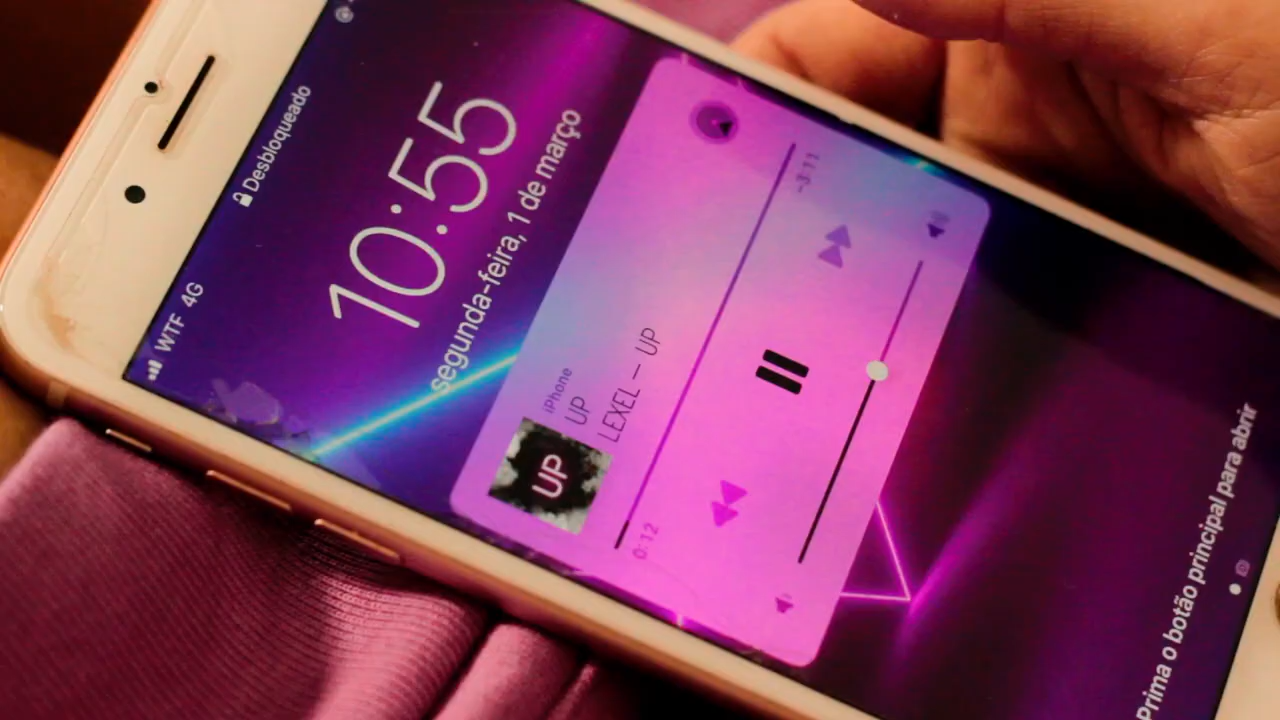 WTF 4G
Desbloqueado
10:55
segunda-feira, 1 de março
iPhone
UP
LEXEL — UP
UP
0:12
-3:11
Prima o botão principal para abrir